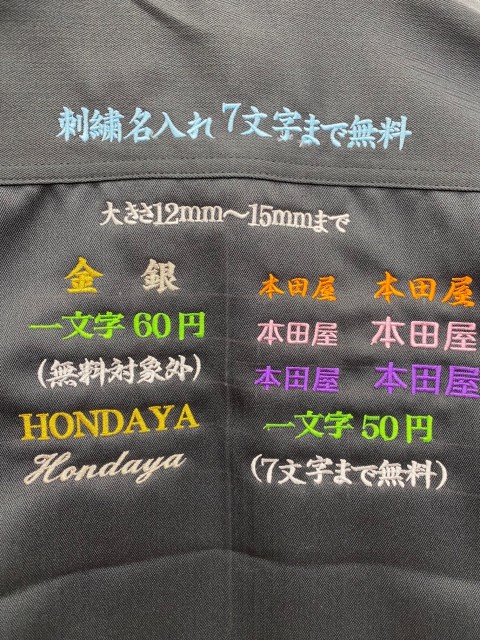 刺繍名入れ 7文字まで無料
大きさ12mm〜15mmまで
金 銀
一文字 60円
(無料対象外)
HONDAYA
Hondaya
本田屋 本田屋
本田屋 本田屋
本田屋 本田屋
一文字 50円
(7文字まで無料)